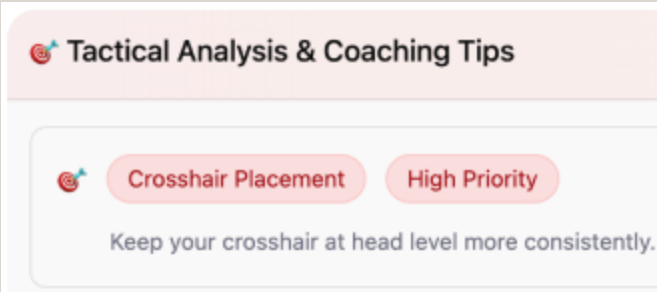 Tactical Analysis & Coaching Tips
Crosshair Placement High Priority
Keep your crosshair at head level more consistently.